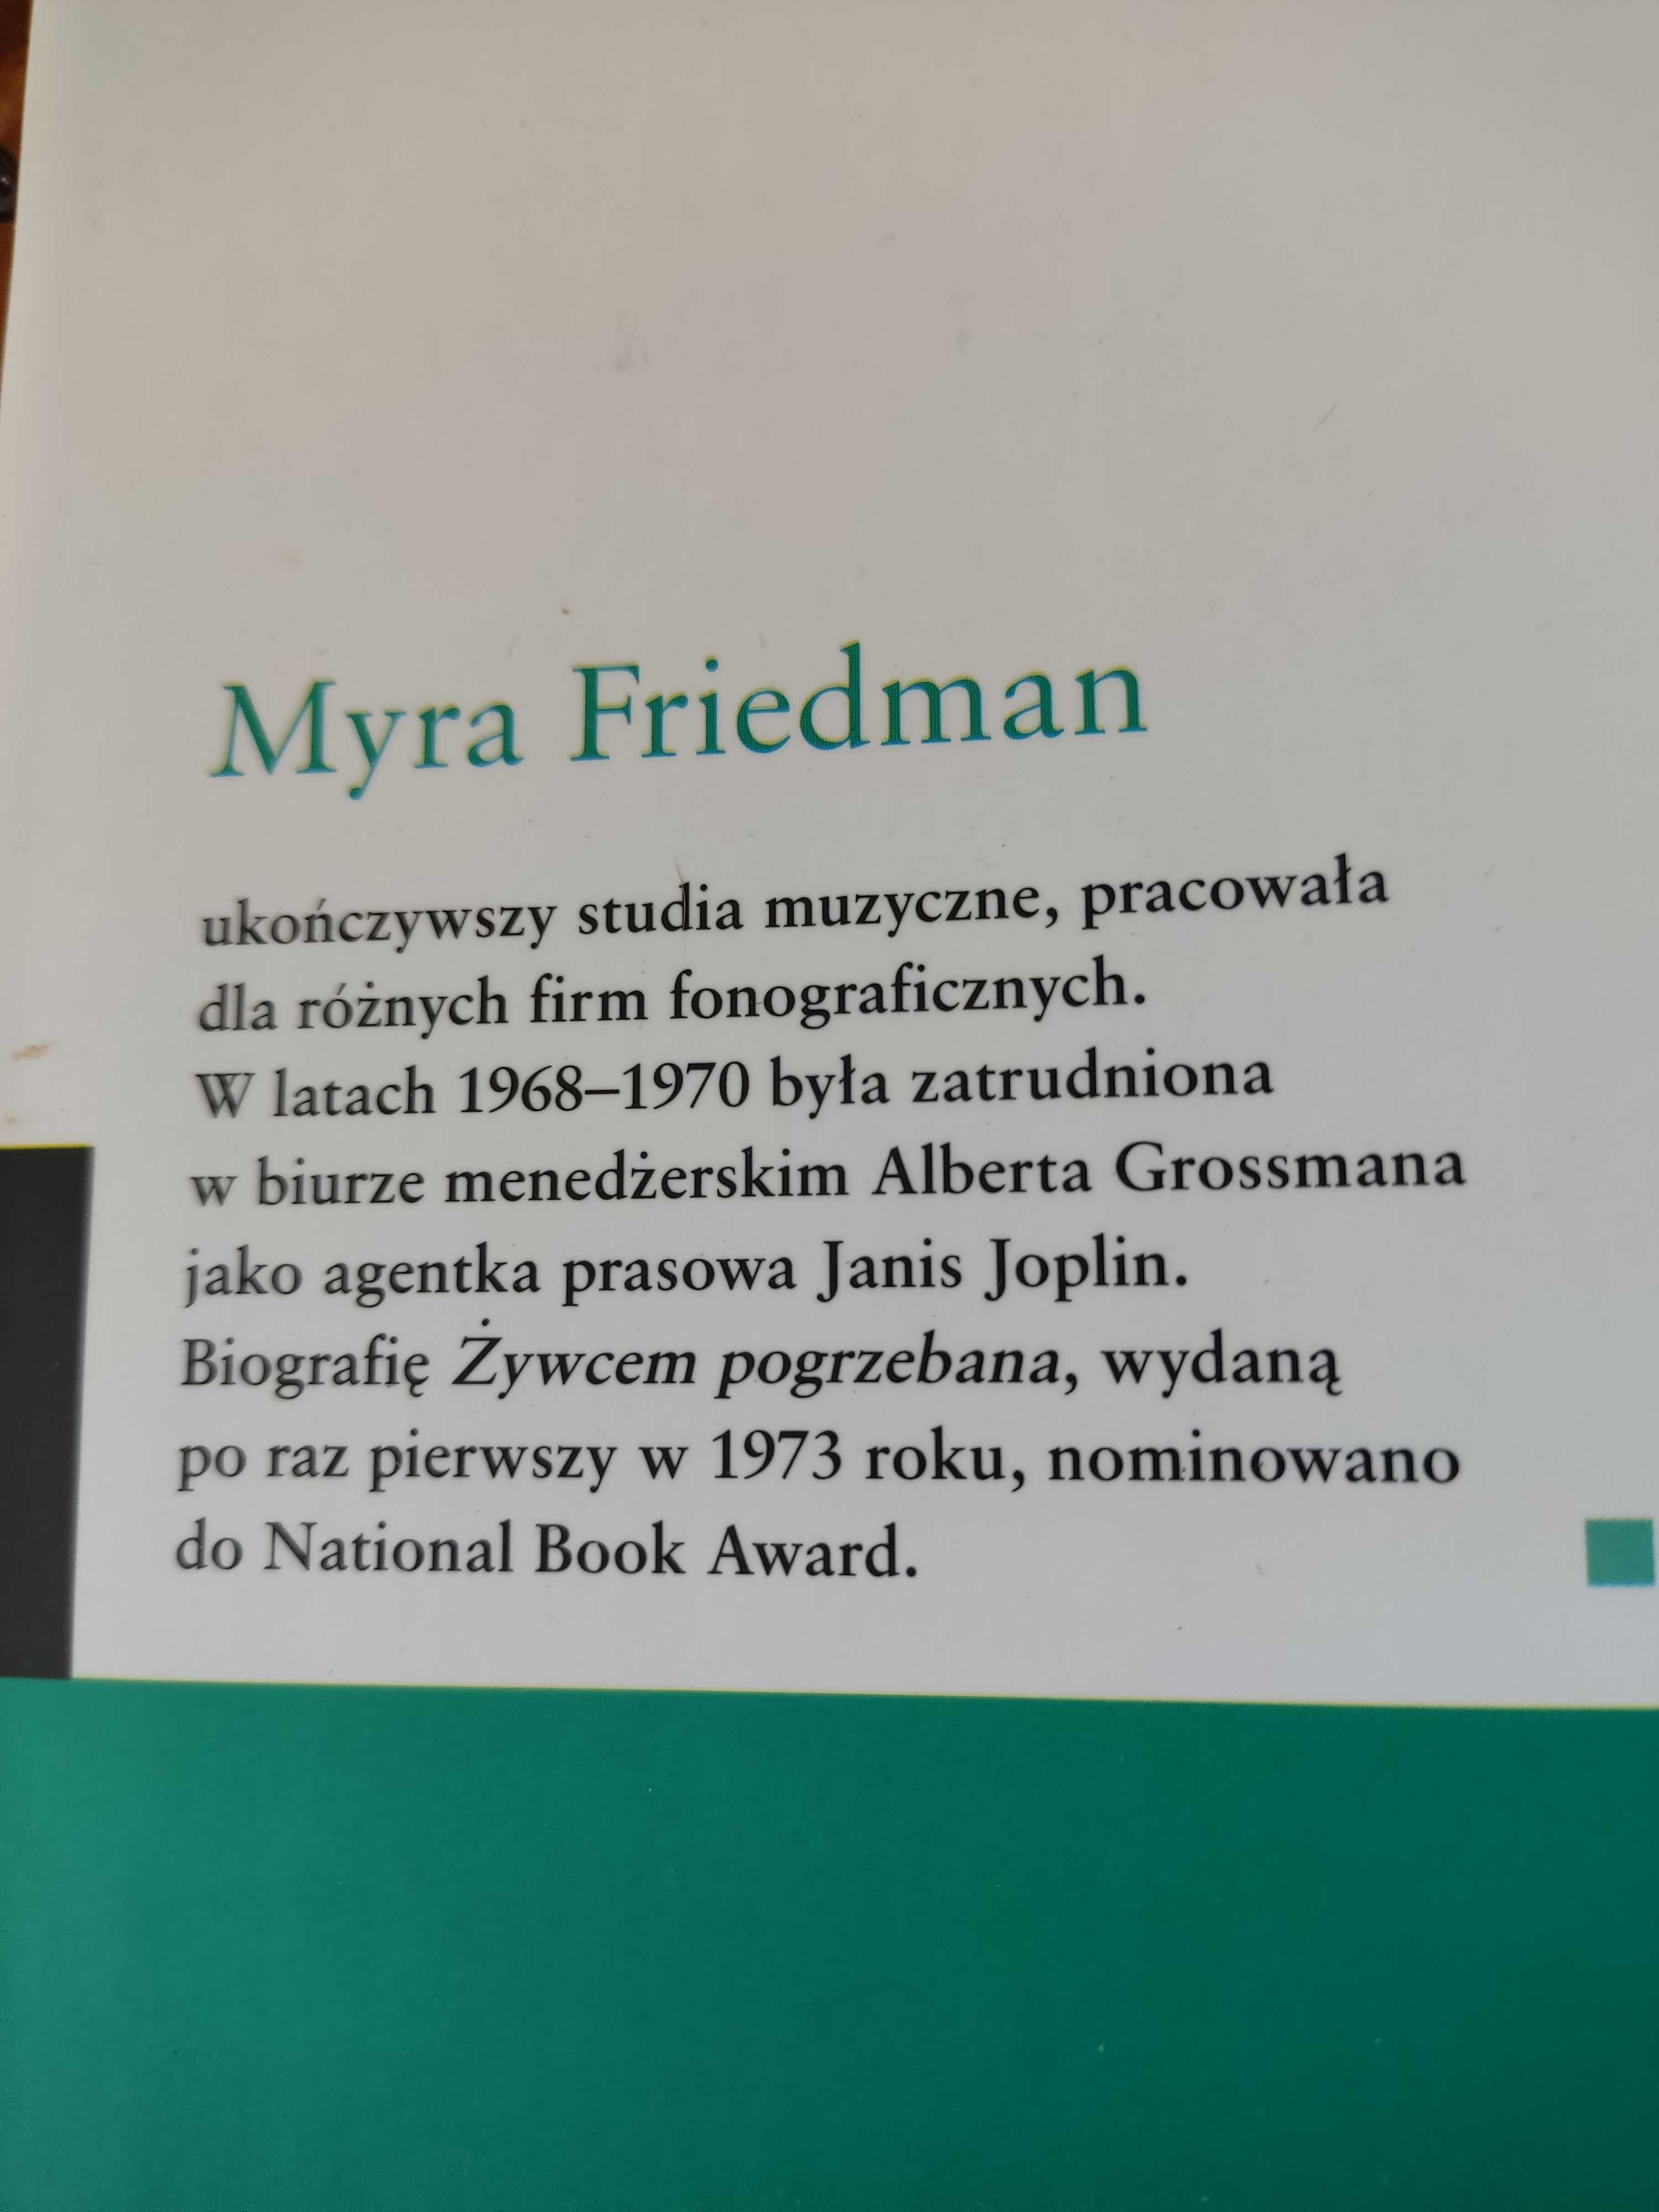 Myra Friedman
ukończywszy studia muzyczne, pracowała
dla różnych firm fonograficznych.
W latach 1968–1970 była zatrudniona
w biurze menedżerskim Alberta Grossmana
jako agentka prasowa Janis Joplin.
Biografię Żywcem pogrzebana, wydaną
po raz pierwszy w 1973 roku, nominowano
do National Book Award.